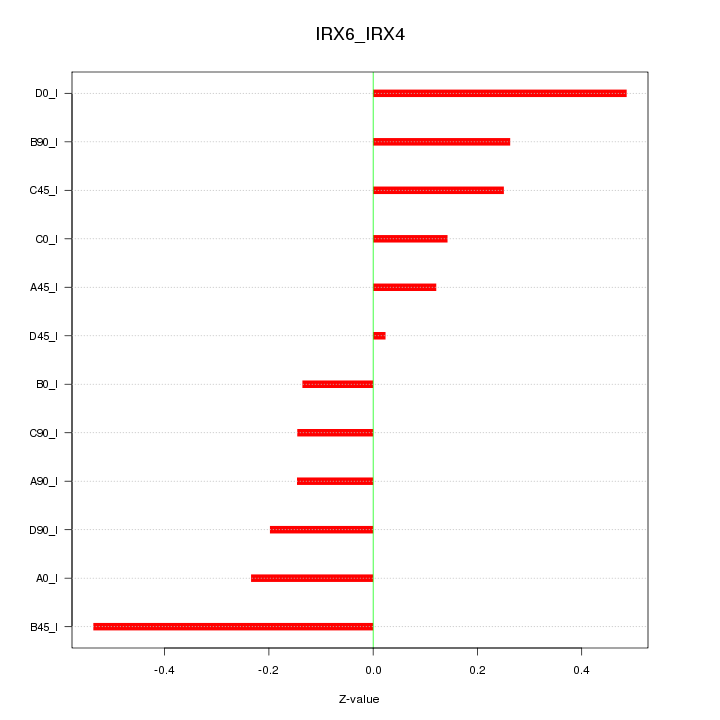 IRX6_IRX4
D0_I
B90_I
C45_I
C0_I
A45_I
D45_I
B0_I
C90_I
A90_I
D90_I
A0_I
B45_I
-0.4 -0.2 0.0 0.2 0.4
Z-value